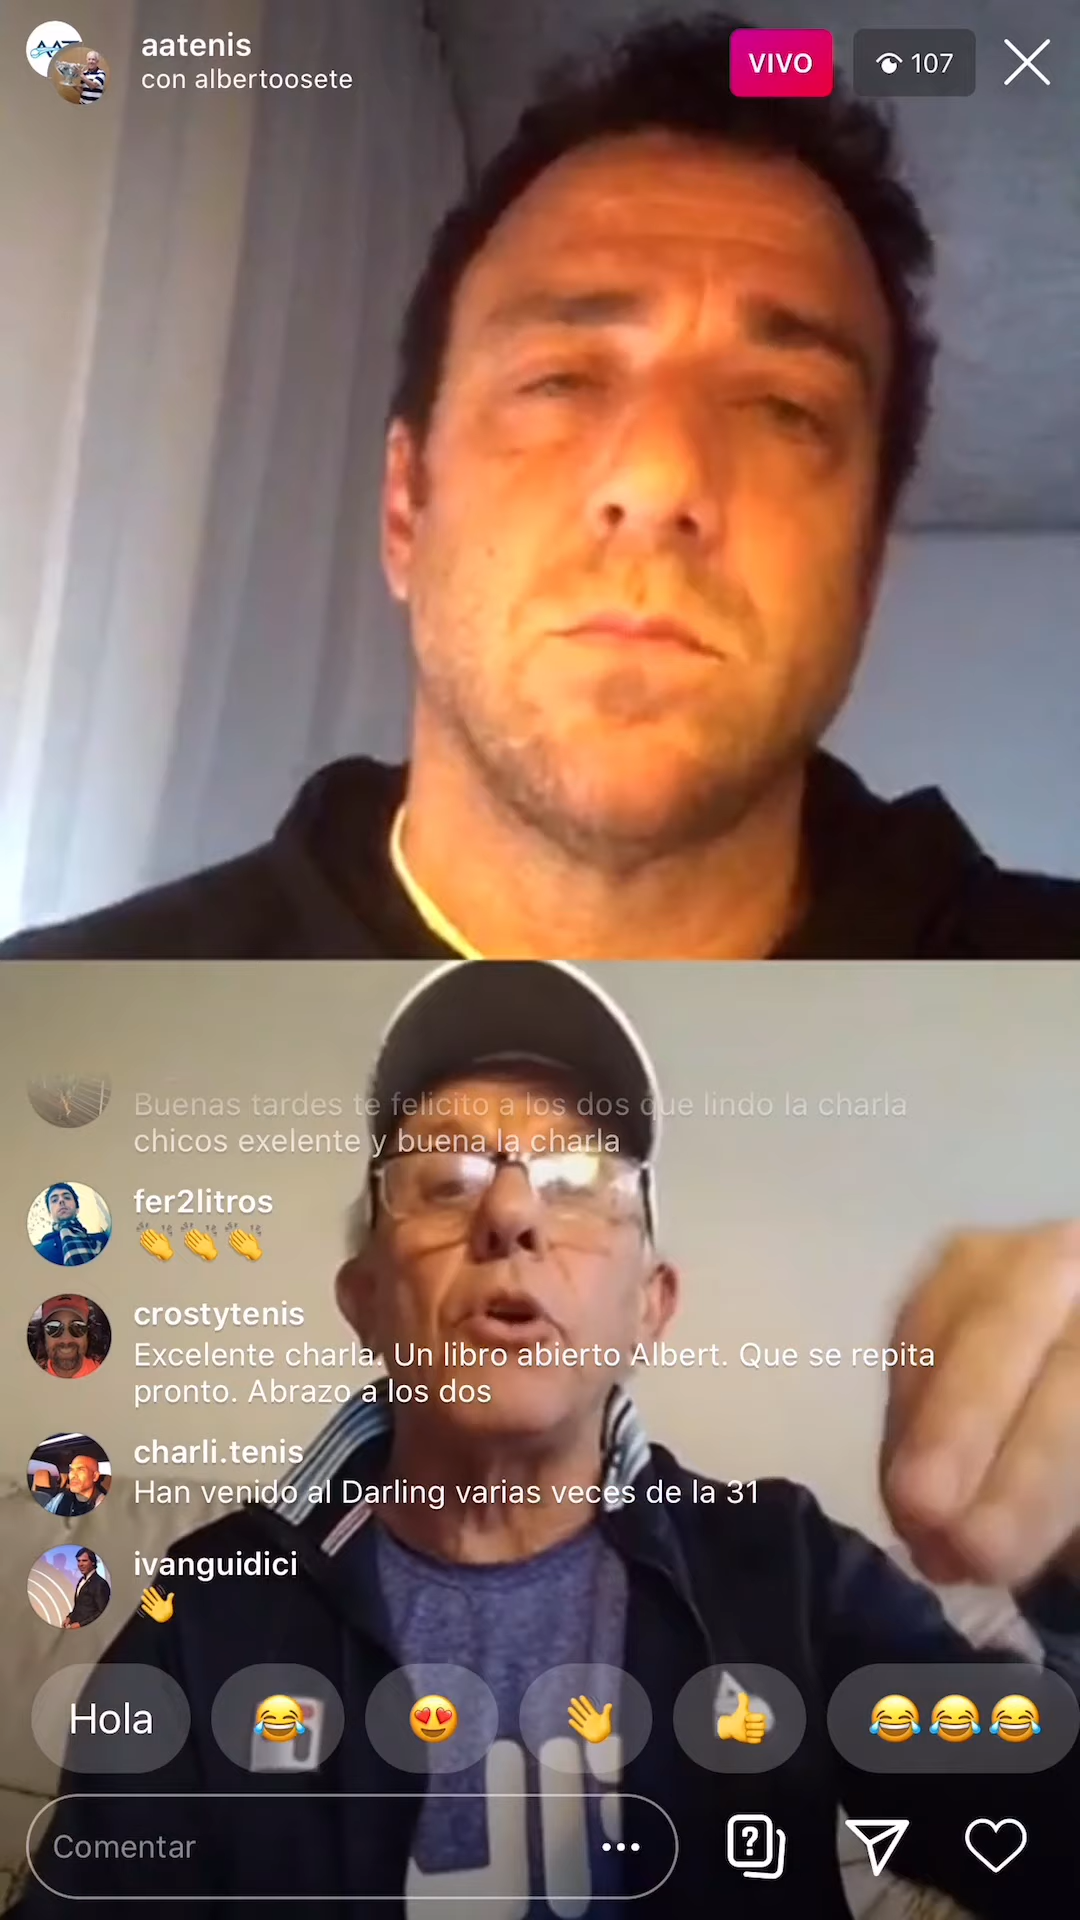 aatenis
con albertoosete
VIVO
107
Buenas tardes te felicito a los dos que lindo la charla
chicos exelente y buena la charla
fer2litros
👏👏👏
crostytenis
Excelente charla. Un libro abierto Albert. Que se repita
pronto. Abrazo a los dos
charli.tenis
Han venido al Darling varias veces de la 31
ivanguidici
👋
Hola 😂 😍 👋 👍 😂😂😂
Comentar ...